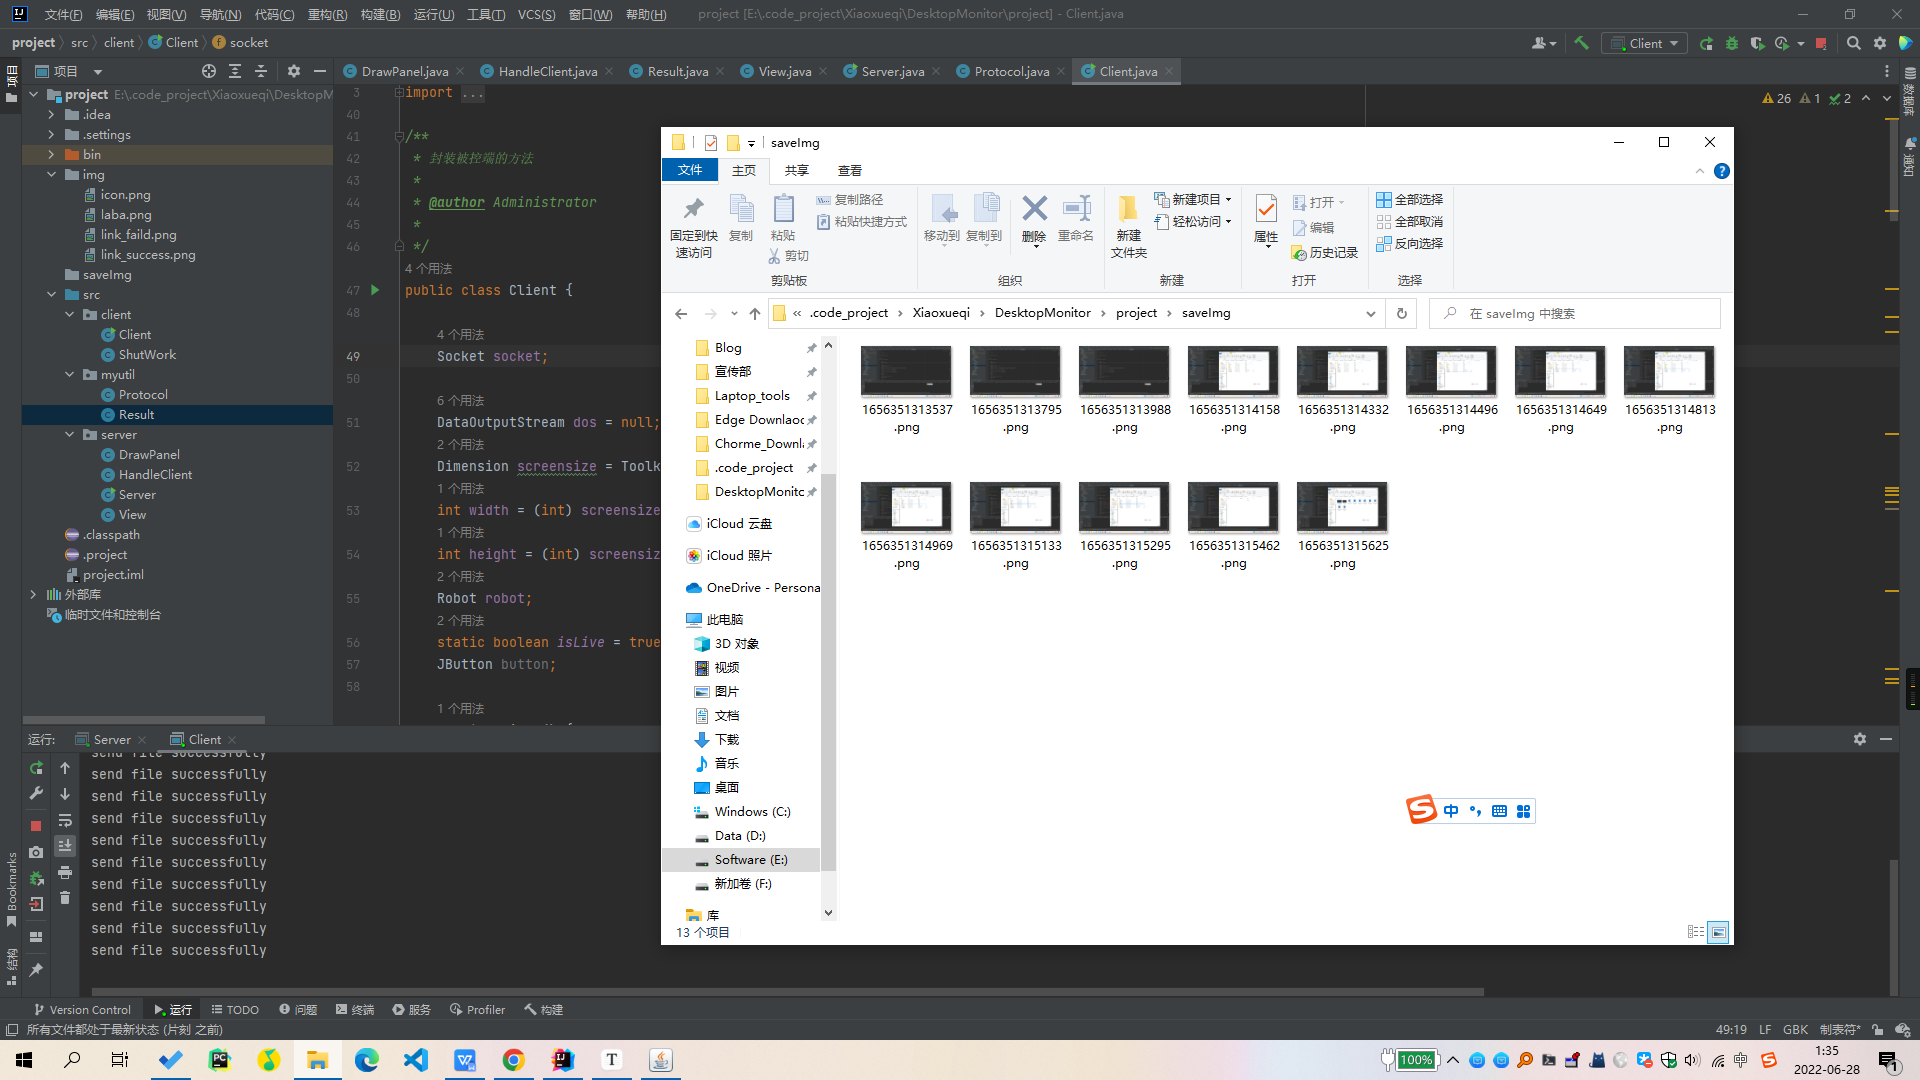 文件(F) 编辑(E) 视图(V) 导航(N) 代码(C) 重构(R) 构建(B) 运行(U) 工具(T) VCS(S) 窗口(W) 帮助(H) project [E:\.code_project\Xiaoxueqi\DesktopMonitor\project] - Client.java
project src client Client socket
Client
项目
DrawPanel.java HandleClient.java Result.java View.java Server.java Protocol.java Client.java
项目
数据库
通知
project E:\.code_project\Xiaoxueqi\DesktopM
.idea
.settings
bin
img
icon.png
laba.png
link_faild.png
link_success.png
saveImg
src
client
Client
ShutWork
myutil
Protocol
Result
server
DrawPanel
HandleClient
Server
View
.classpath
.project
project.iml
外部库
临时文件和控制台
26 1 2
3 import ...
40
41 /**
42 * 封装被控端的方法
43 *
44 * @author Administrator
45 *
46 */
4 个用法
47 public class Client {
48
4 个用法
49 Socket socket;
50
6 个用法
51 DataOutputStream dos = null;
2 个用法
52 Dimension screensize = Toolk
1 个用法
53 int width = (int) screensize
1 个用法
54 int height = (int) screensiz
2 个用法
55 Robot robot;
2 个用法
56 static boolean isLive = true
57 JButton button;
58
1 个用法
saveImg
文件 主页 共享 查看
固定到快速访问
复制
粘贴
复制路径
粘贴快捷方式
剪切
剪贴板
移动到
复制到
删除
重命名
组织
新建
文件夹
新建项目
轻松访问
新建
属性
打开
编辑
历史记录
打开
全部选择
全部取消
反向选择
选择
« .code_project › Xiaoxueqi › DesktopMonitor › project › saveImg
在 saveImg 中搜索
Blog
宣传部
Laptop_tools
Edge Downlaoc
Chorme_Downl
.code_project
DesktopMonitc
iCloud 云盘
iCloud 照片
OneDrive - Persona
此电脑
3D 对象
视频
图片
文档
下载
音乐
桌面
Windows (C:)
Data (D:)
Software (E:)
新加卷 (F:)
库
1656351313537.png
1656351313795.png
1656351313988.png
1656351314158.png
1656351314332.png
1656351314496.png
1656351314649.png
1656351314813.png
1656351314969.png
1656351315133.png
1656351315295.png
1656351315462.png
1656351315625.png
13 个项目
中
运行: Server Client
send file successfully
send file successfully
send file successfully
send file successfully
send file successfully
send file successfully
send file successfully
send file successfully
send file successfully
send file successfully
Bookmarks
结构
Version Control 运行 TODO 问题 终端 服务 Profiler 构建
所有文件都处于最新状态 (片刻 之前)
49:19 LF GBK 制表符*
100%
中
1:35
2022-06-28
1